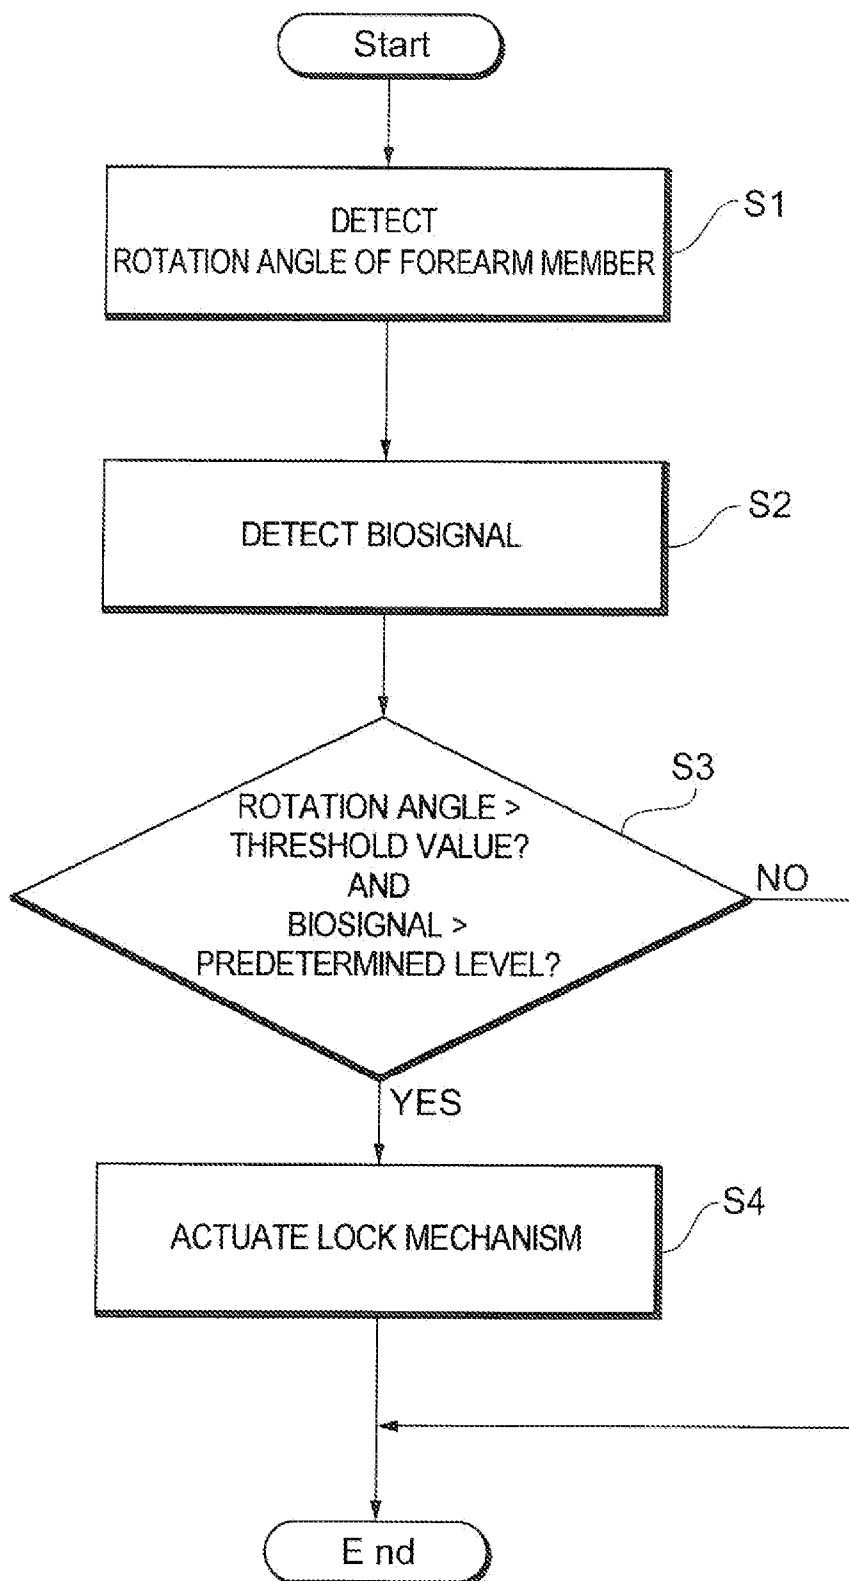 Start
DETECT
ROTATION ANGLE OF FOREARM MEMBER
S1
DETECT BIOSIGNAL
S2
ROTATION ANGLE >
THRESHOLD VALUE?
AND
BIOSIGNAL >
PREDETERMINED LEVEL?
S3
NO
YES
ACTUATE LOCK MECHANISM
S4
End